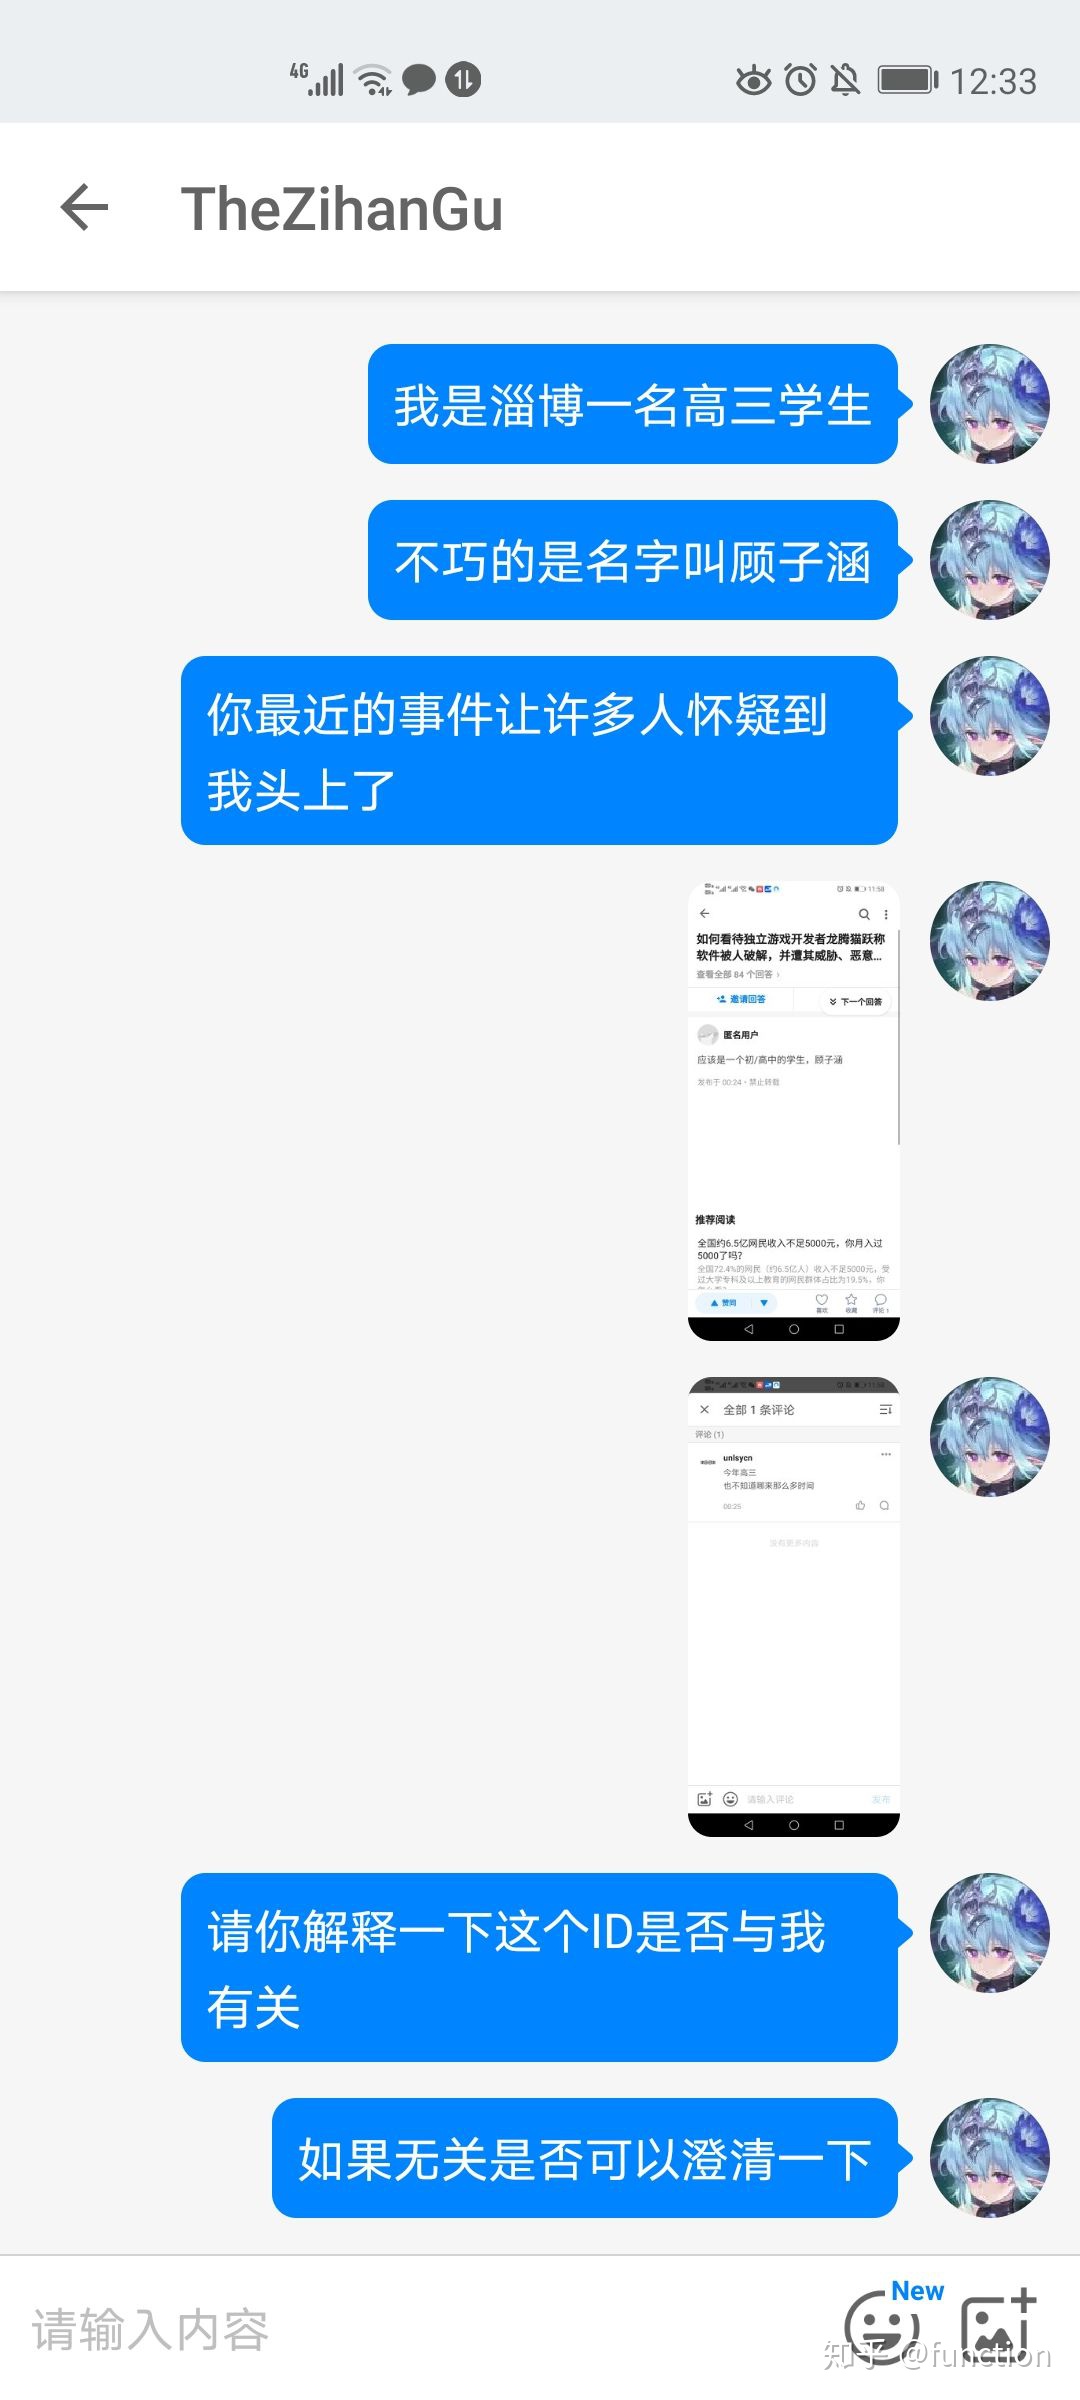 4G
12:33
TheZihanGu
我是淄博一名高三学生
不巧的是名字叫顾子涵
你最近的事件让许多人怀疑到
我头上了
11:58
如何看待独立游戏开发者龙腾猫跃称
软件被人破解，并遭其威胁、恶意...
查看全部 84 个回答
邀请回答
下一个回答
匿名用户
应该是一个初/高中的学生，顾子涵
发布于 00:24・禁止转载
推荐阅读
全国约6.5亿网民收入不足5000元，你月入过
5000了吗？
全国72.4%的网民（约6.5亿人）收入不足5000元，受
过大学专科及以上教育的网民群体占比为19.5%，你
赞同
喜欢
收藏
评论 1
11:58
全部 1 条评论
评论 (1)
unlsycn
今年高三
也不知道哪来那么多时间
00:25
没有更多内容
请输入评论
发布
请你解释一下这个ID是否与我
有关
如果无关是否可以澄清一下
New
请输入内容
知乎 @function